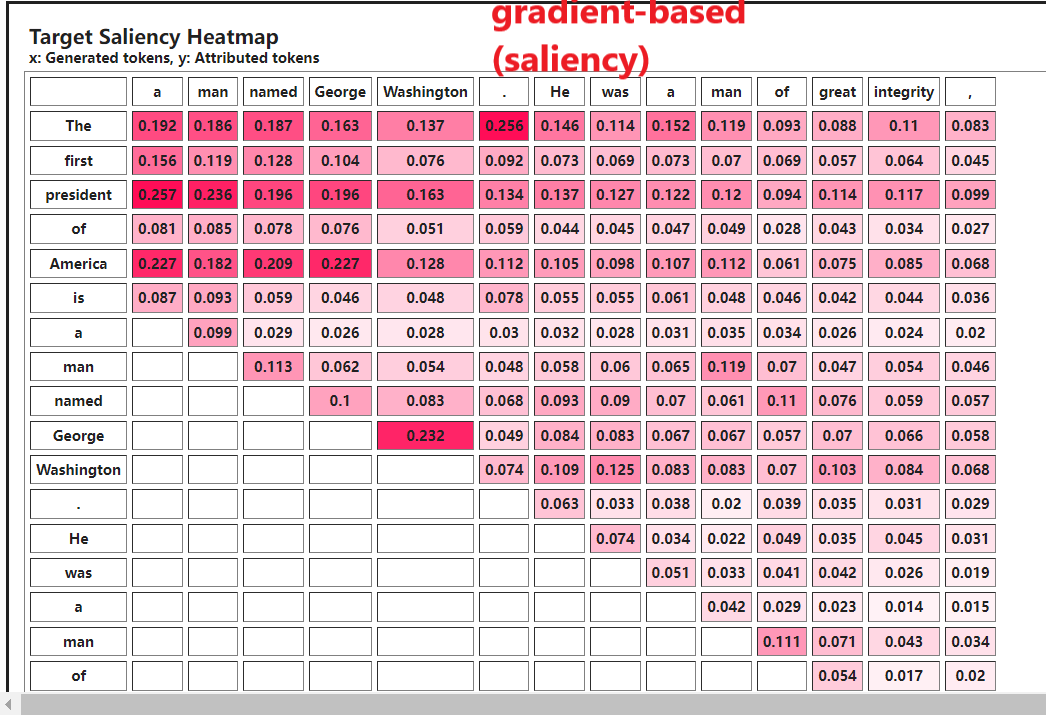 gradient-based
(saliency)
Target Saliency Heatmap
x: Generated tokens, y: Attributed tokens
a man named George Washington . He was a man of great integrity ,
The 0.192 0.186 0.187 0.163 0.137 0.256 0.146 0.114 0.152 0.119 0.093 0.088 0.11 0.083
first 0.156 0.119 0.128 0.104 0.076 0.092 0.073 0.069 0.073 0.07 0.069 0.057 0.064 0.045
president 0.257 0.236 0.196 0.196 0.163 0.134 0.137 0.127 0.122 0.12 0.094 0.114 0.117 0.099
of 0.081 0.085 0.078 0.076 0.051 0.059 0.044 0.045 0.047 0.049 0.028 0.043 0.034 0.027
America 0.227 0.182 0.209 0.227 0.128 0.112 0.105 0.098 0.107 0.112 0.061 0.075 0.085 0.068
is 0.087 0.093 0.059 0.046 0.048 0.078 0.055 0.055 0.061 0.048 0.046 0.042 0.044 0.036
a 0.099 0.029 0.026 0.028 0.03 0.032 0.028 0.031 0.035 0.034 0.026 0.024 0.02
man 0.113 0.062 0.054 0.048 0.058 0.06 0.065 0.119 0.07 0.047 0.054 0.046
named 0.1 0.083 0.068 0.093 0.09 0.07 0.061 0.11 0.076 0.059 0.057
George 0.232 0.049 0.084 0.083 0.067 0.067 0.057 0.07 0.066 0.058
Washington 0.074 0.109 0.125 0.083 0.083 0.07 0.103 0.084 0.068
. 0.063 0.033 0.038 0.02 0.039 0.035 0.031 0.029
He 0.074 0.034 0.022 0.049 0.035 0.045 0.031
was 0.051 0.033 0.041 0.042 0.026 0.019
a 0.042 0.029 0.023 0.014 0.015
man 0.111 0.071 0.043 0.034
of 0.054 0.017 0.02